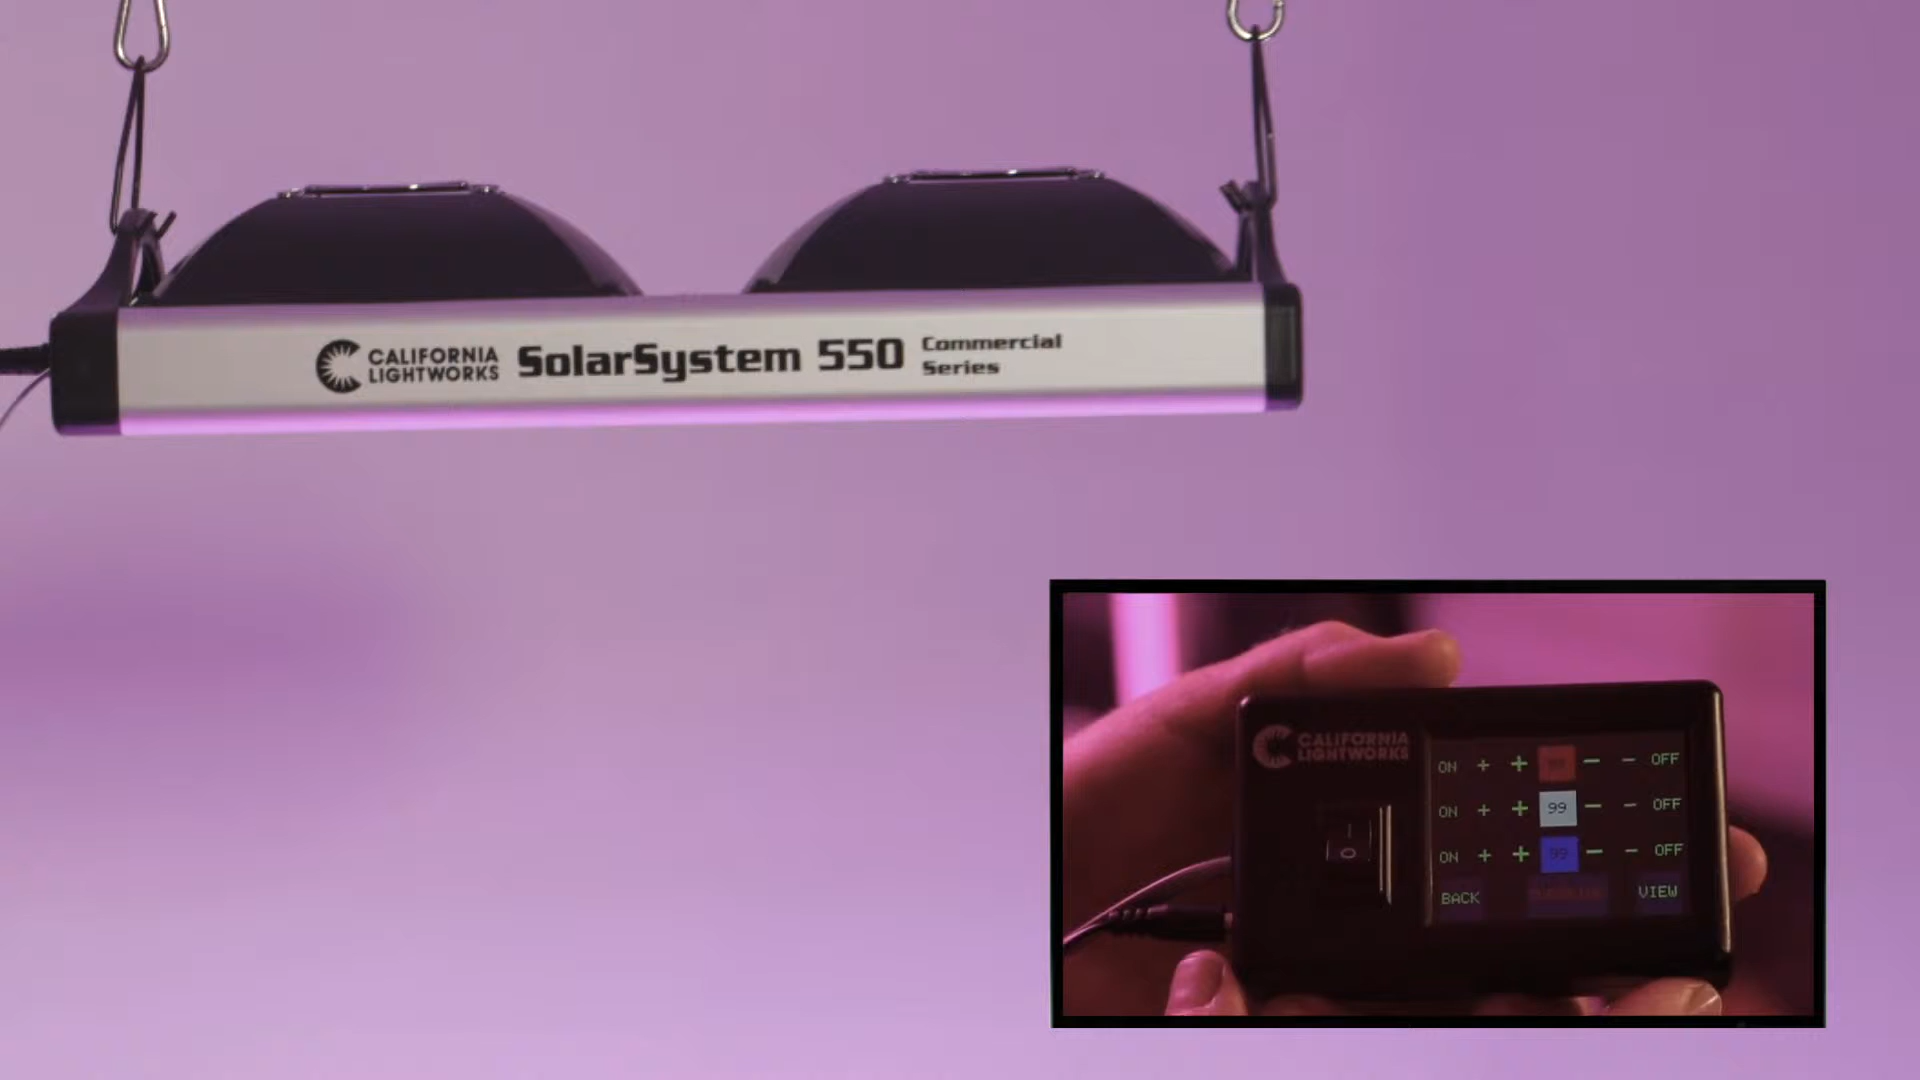 CALIFORNIA
LIGHTWORKS
SolarSystem 550
Commercial
Series
CALIFORNIA
LIGHTWORKS
ON + + - - OFF
ON + + 99 - - OFF
ON + + 99 - - OFF
BACK VIEW